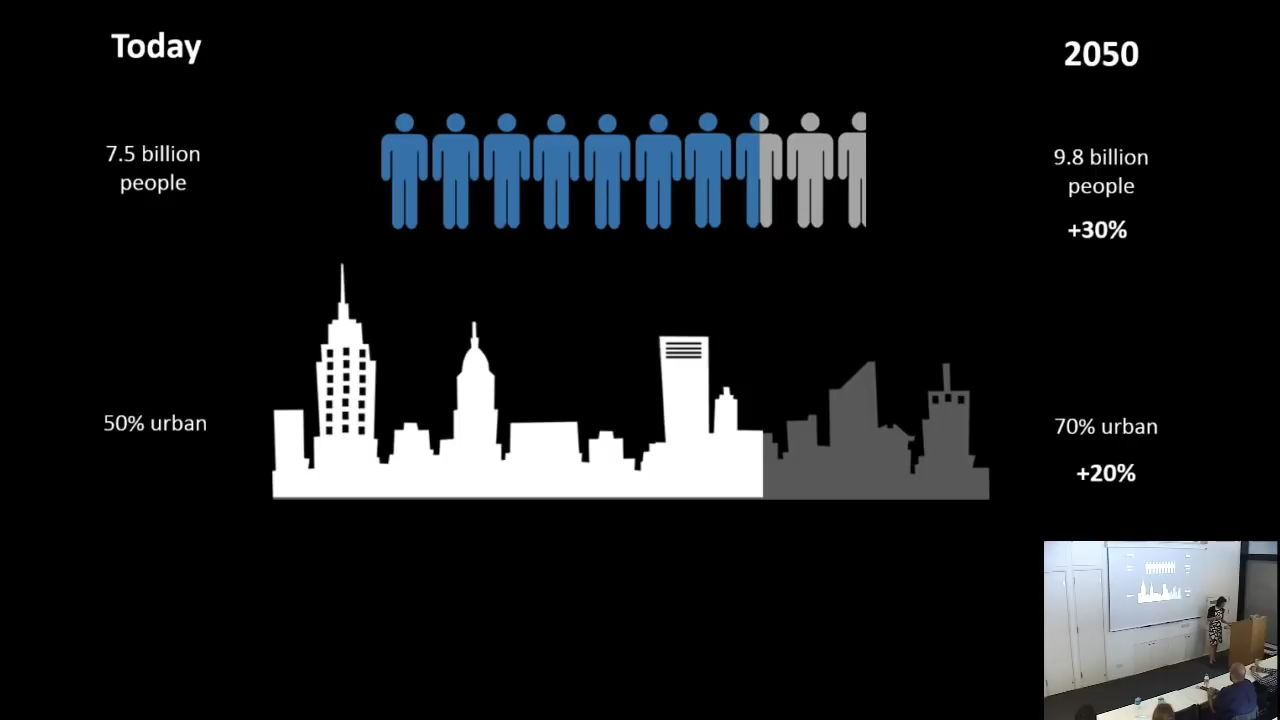 Today
2050
7.5 billion
people
9.8 billion
people
+30%
50% urban
70% urban
+20%